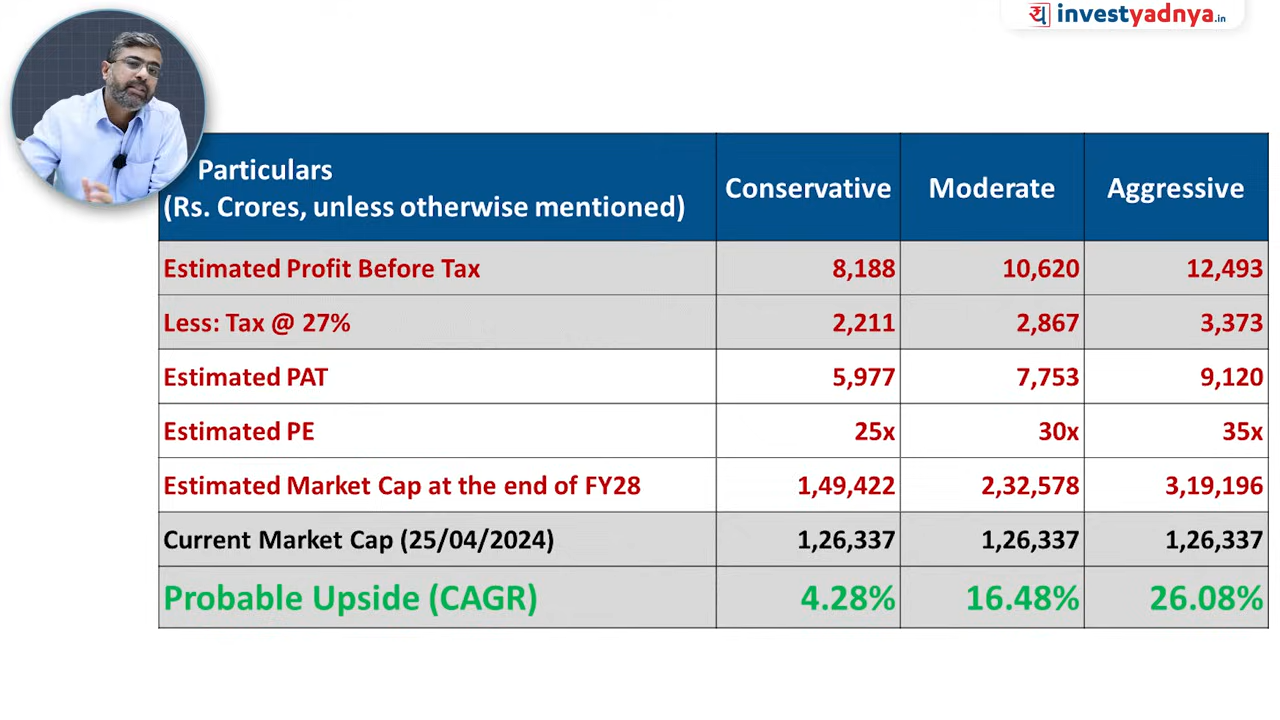 investyadnya.in
Particulars
(Rs. Crores, unless otherwise mentioned) Conservative Moderate Aggressive
Estimated Profit Before Tax 8,188 10,620 12,493
Less: Tax @ 27% 2,211 2,867 3,373
Estimated PAT 5,977 7,753 9,120
Estimated PE 25x 30x 35x
Estimated Market Cap at the end of FY28 1,49,422 2,32,578 3,19,196
Current Market Cap (25/04/2024) 1,26,337 1,26,337 1,26,337
Probable Upside (CAGR) 4.28% 16.48% 26.08%